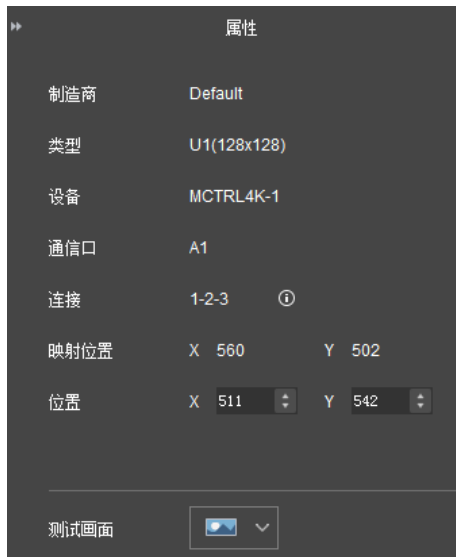 属性
制造商 Default
类型 U1(128x128)
设备 MCTRL4K-1
通信口 A1
连接 1-2-3
映射位置 X 560 Y 502
位置 X 511 Y 542
测试画面